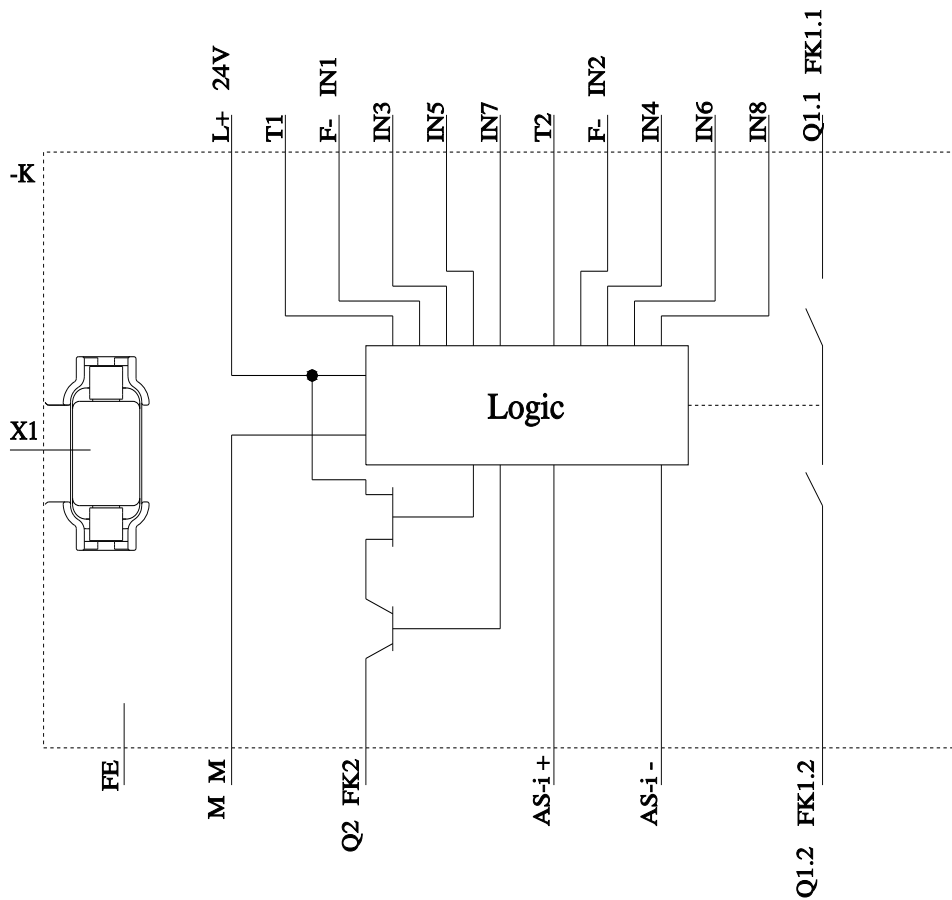 L+ 24V
T1
F- IN1
IN3
IN5
IN7
T2
F- IN2
IN4
IN6
IN8
Q1.1 FK1.1
-K
Logic
X1
FE
M M
Q2 FK2
AS-i +
AS-i -
Q1.2 FK1.2